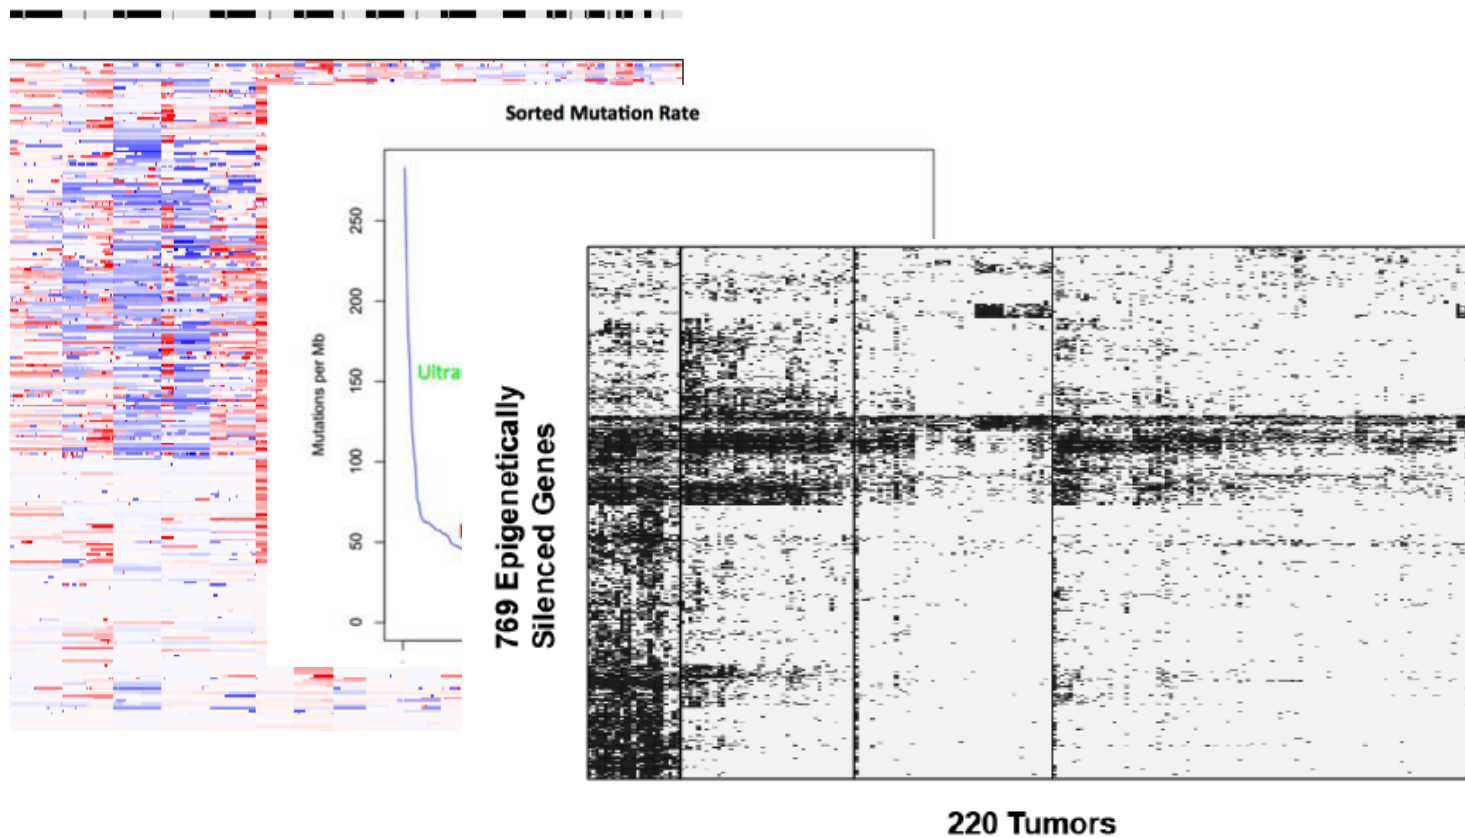 Sorted Mutation Rate
Mutations per Mb
250
200
150
100
50
0
Ultra
769 Epigenetically
Silenced Genes
220 Tumors